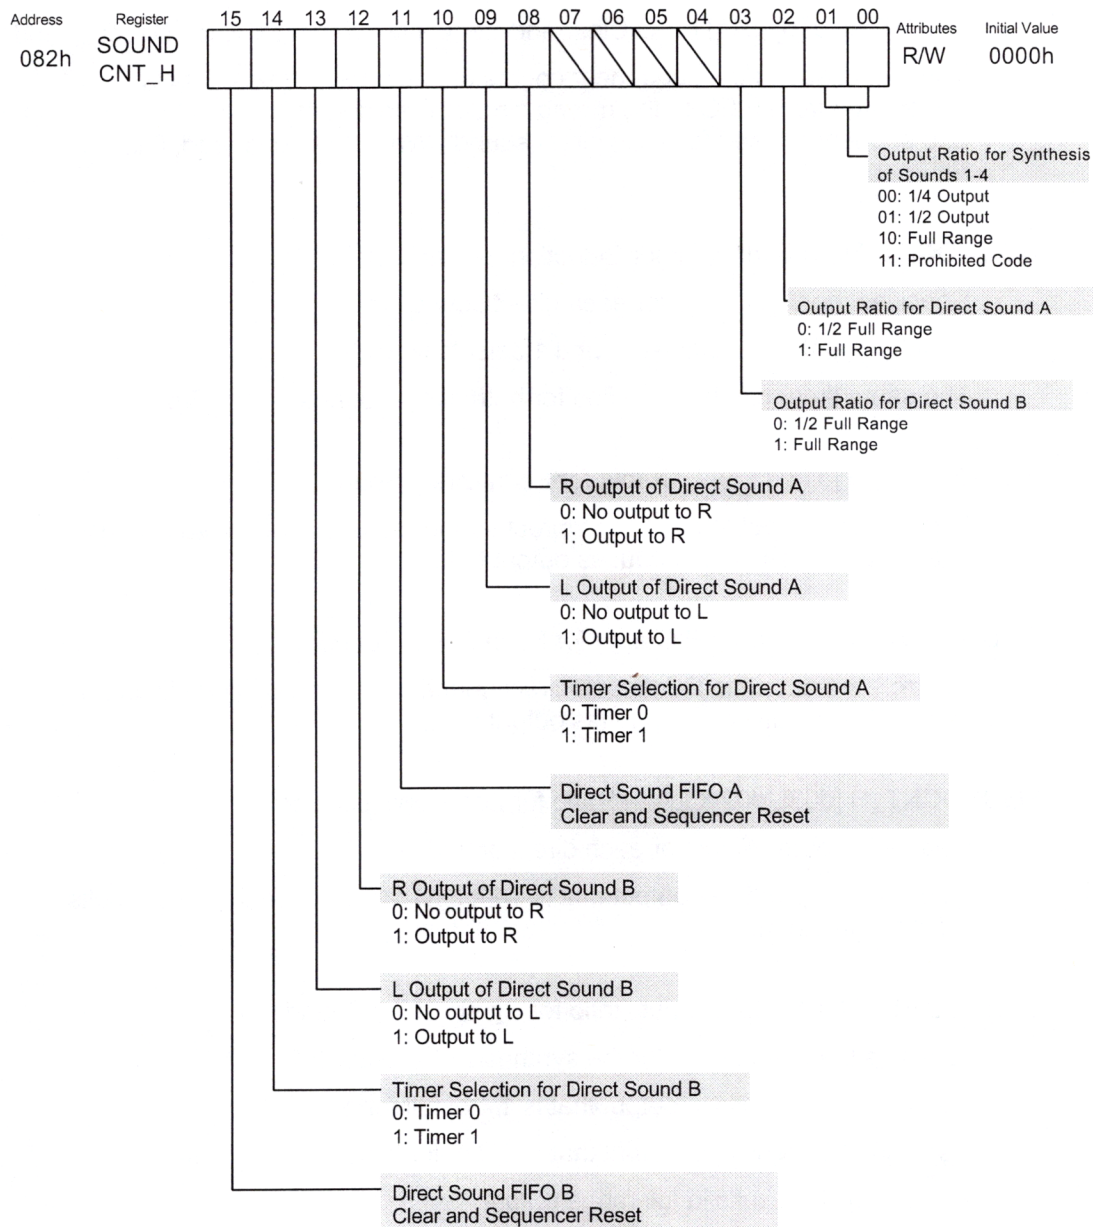 Address
Register
15 14 13 12 11 10 09 08 07 06 05 04 03 02 01 00
Attributes
Initial Value
082h
SOUND
CNT_H
R/W
0000h
Output Ratio for Synthesis
of Sounds 1-4
00: 1/4 Output
01: 1/2 Output
10: Full Range
11: Prohibited Code
Output Ratio for Direct Sound A
0: 1/2 Full Range
1: Full Range
Output Ratio for Direct Sound B
0: 1/2 Full Range
1: Full Range
R Output of Direct Sound A
0: No output to R
1: Output to R
L Output of Direct Sound A
0: No output to L
1: Output to L
Timer Selection for Direct Sound A
0: Timer 0
1: Timer 1
Direct Sound FIFO A
Clear and Sequencer Reset
R Output of Direct Sound B
0: No output to R
1: Output to R
L Output of Direct Sound B
0: No output to L
1: Output to L
Timer Selection for Direct Sound B
0: Timer 0
1: Timer 1
Direct Sound FIFO B
Clear and Sequencer Reset